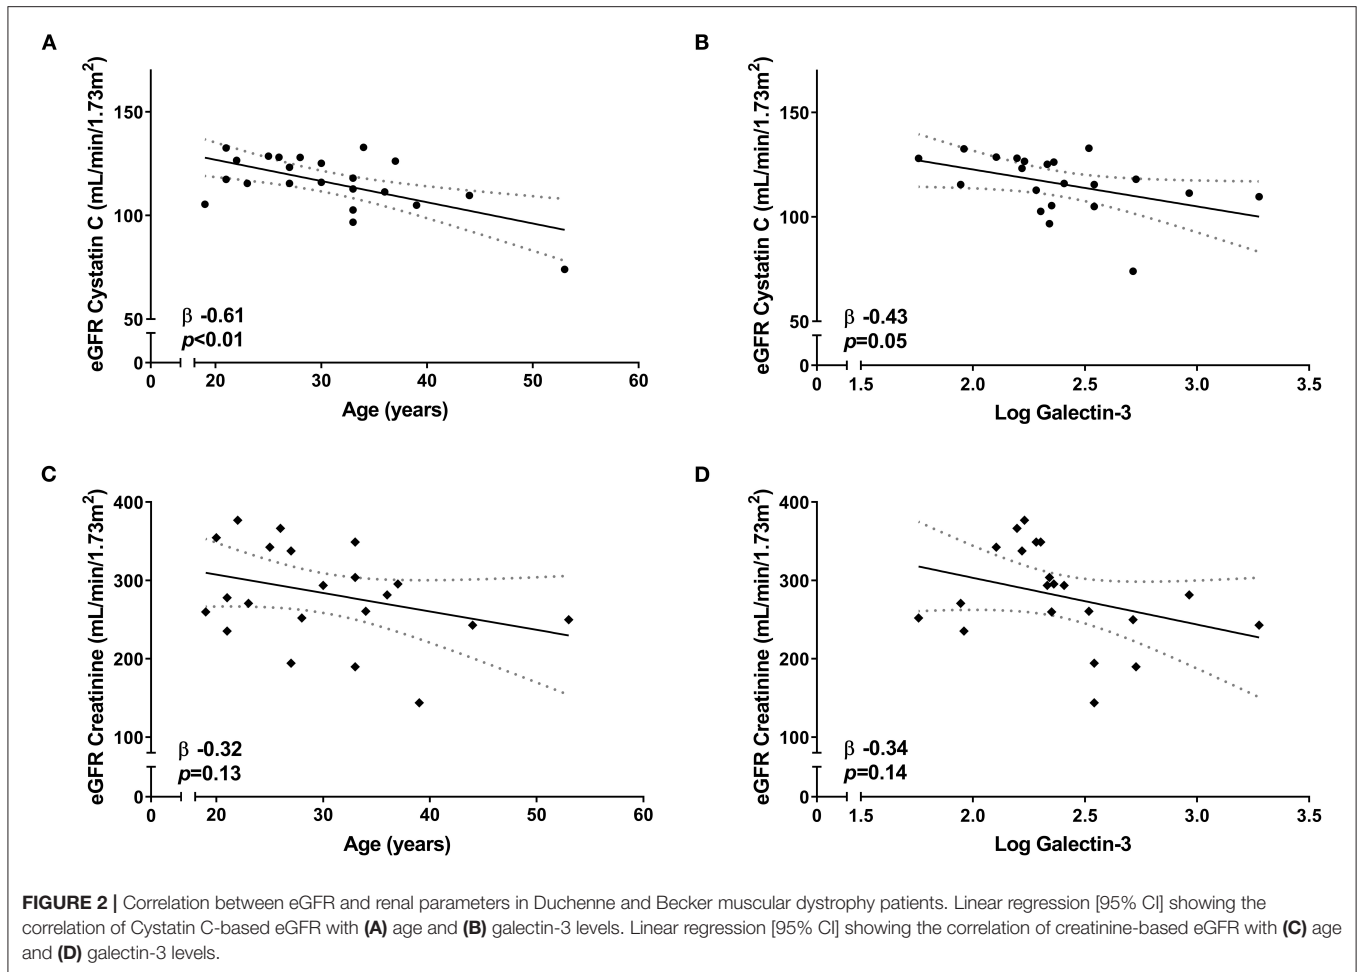 A
eGFR Cystatin C (mL/min/1.73m²)
150
100
50
0
β -0.61
p<0.01
0 20 30 40 50 60
Age (years)
B
eGFR Cystatin C (mL/min/1.73m²)
150
100
50
0
β -0.43
p=0.05
0 1.5 2.0 2.5 3.0 3.5
Log Galectin-3
C
eGFR Creatinine (mL/min/1.73m²)
400
300
200
100
0
β -0.32
p=0.13
0 20 30 40 50 60
Age (years)
D
eGFR Creatinine (mL/min/1.73m²)
400
300
200
100
0
β -0.34
p=0.14
0 1.5 2.0 2.5 3.0 3.5
Log Galectin-3
FIGURE 2 | Correlation between eGFR and renal parameters in Duchenne and Becker muscular dystrophy patients. Linear regression [95% CI] showing the
correlation of Cystatin C-based eGFR with (A) age and (B) galectin-3 levels. Linear regression [95% CI] showing the correlation of creatinine-based eGFR with (C) age
and (D) galectin-3 levels.